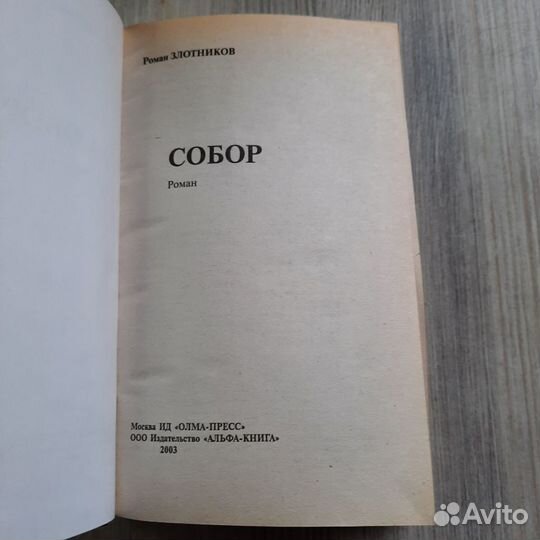 Роман ЗЛОТНИКОВ
СОБОР
Роман
Москва ИД «ОЛМА-ПРЕСС»
ООО Издательство «АЛЬФА-КНИГА»
2003
Avito